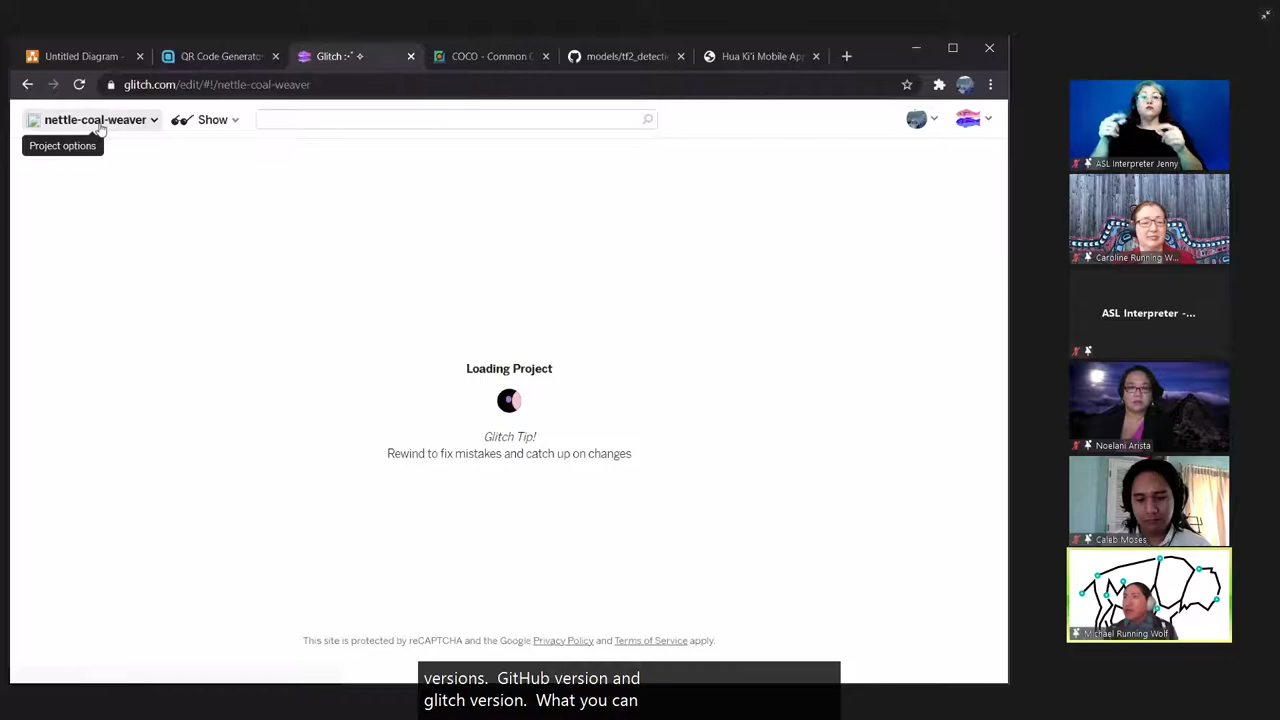 Untitled Diagram -
QR Code Generator
Glitch :･ﾟ✧
COCO - Common
models/tf2_detecti
Hua Ki'i Mobile Ap
glitch.com/edit/#!/nettle-coal-weaver
nettle-coal-weaver
Show
Project options
Loading Project
Glitch Tip!
Rewind to fix mistakes and catch up on changes
This site is protected by reCAPTCHA and the Google Privacy Policy and Terms of Service apply.
versions. GitHub version and
glitch version. What you can
ASL Interpreter Jenny
Caroline Running W...
ASL Interpreter -...
Noelani Arista
Caleb Moses
Michael Running Wolf